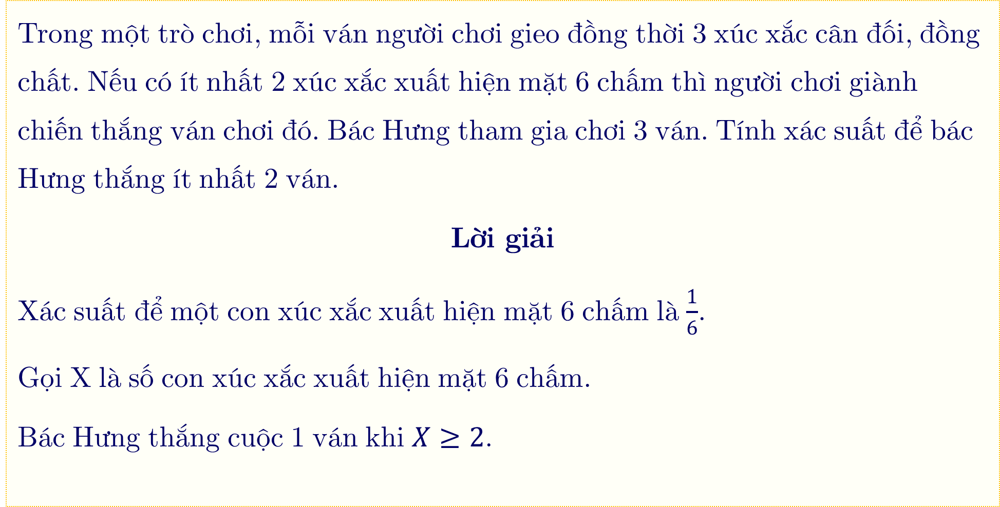 Trong một trò chơi, mỗi ván người chơi gieo đồng thời 3 xúc xắc cân đối, đồng
chất. Nếu có ít nhất 2 xúc xắc xuất hiện mặt 6 chấm thì người chơi giành
chiến thắng ván chơi đó. Bác Hưng tham gia chơi 3 ván. Tính xác suất để bác
Hưng thắng ít nhất 2 ván.
Lời giải
Xác suất để một con xúc xắc xuất hiện mặt 6 chấm là 1/6.
Gọi X là số con xúc xắc xuất hiện mặt 6 chấm.
Bác Hưng thắng cuộc 1 ván khi X ≥ 2.